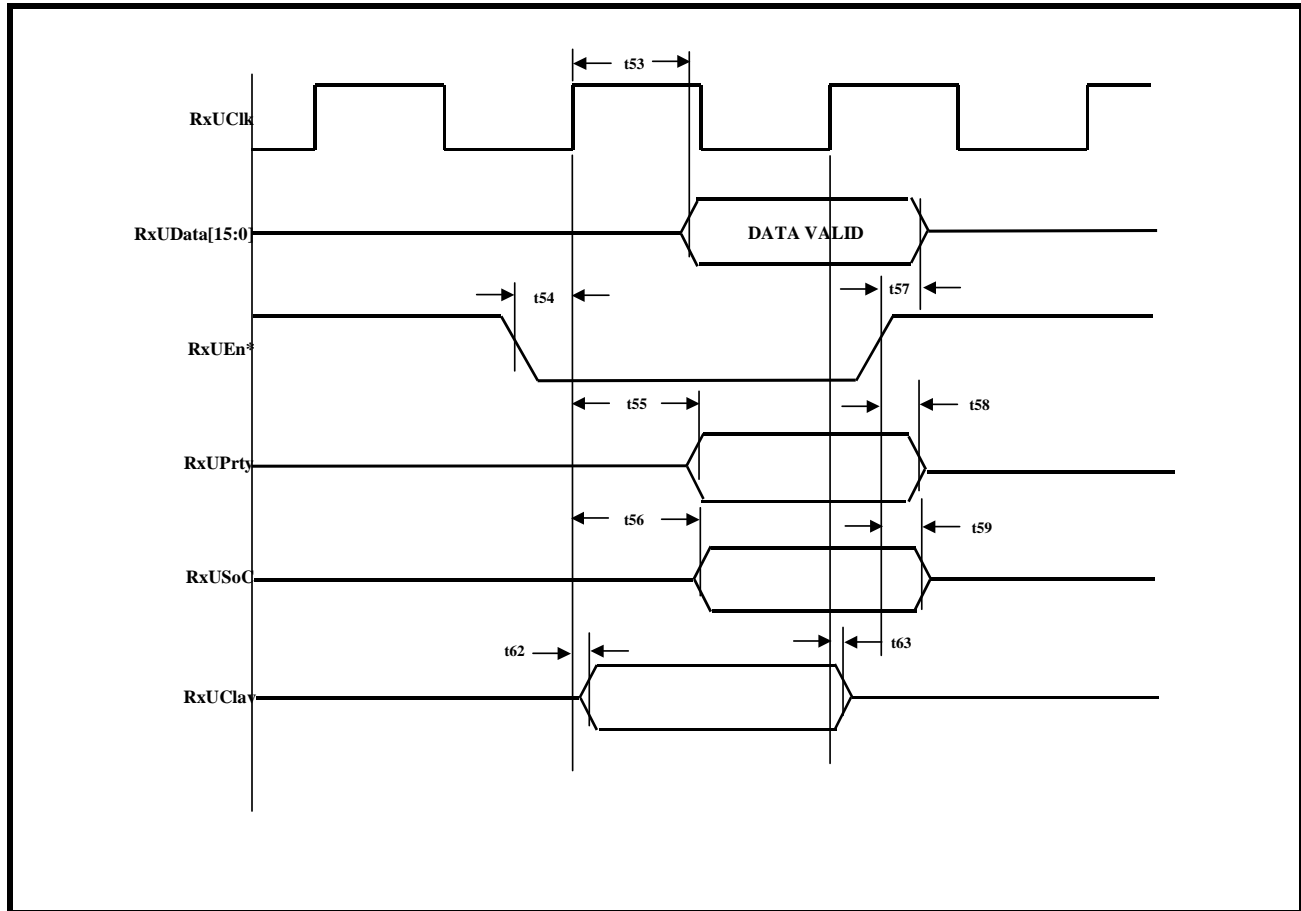 t53
RxUClk
RxUData[15:0]
DATA VALID
t54
t57
RxUEn*
t55
t58
RxUPrty
t56
t59
RxUSoC
t62
t63
RxUClav